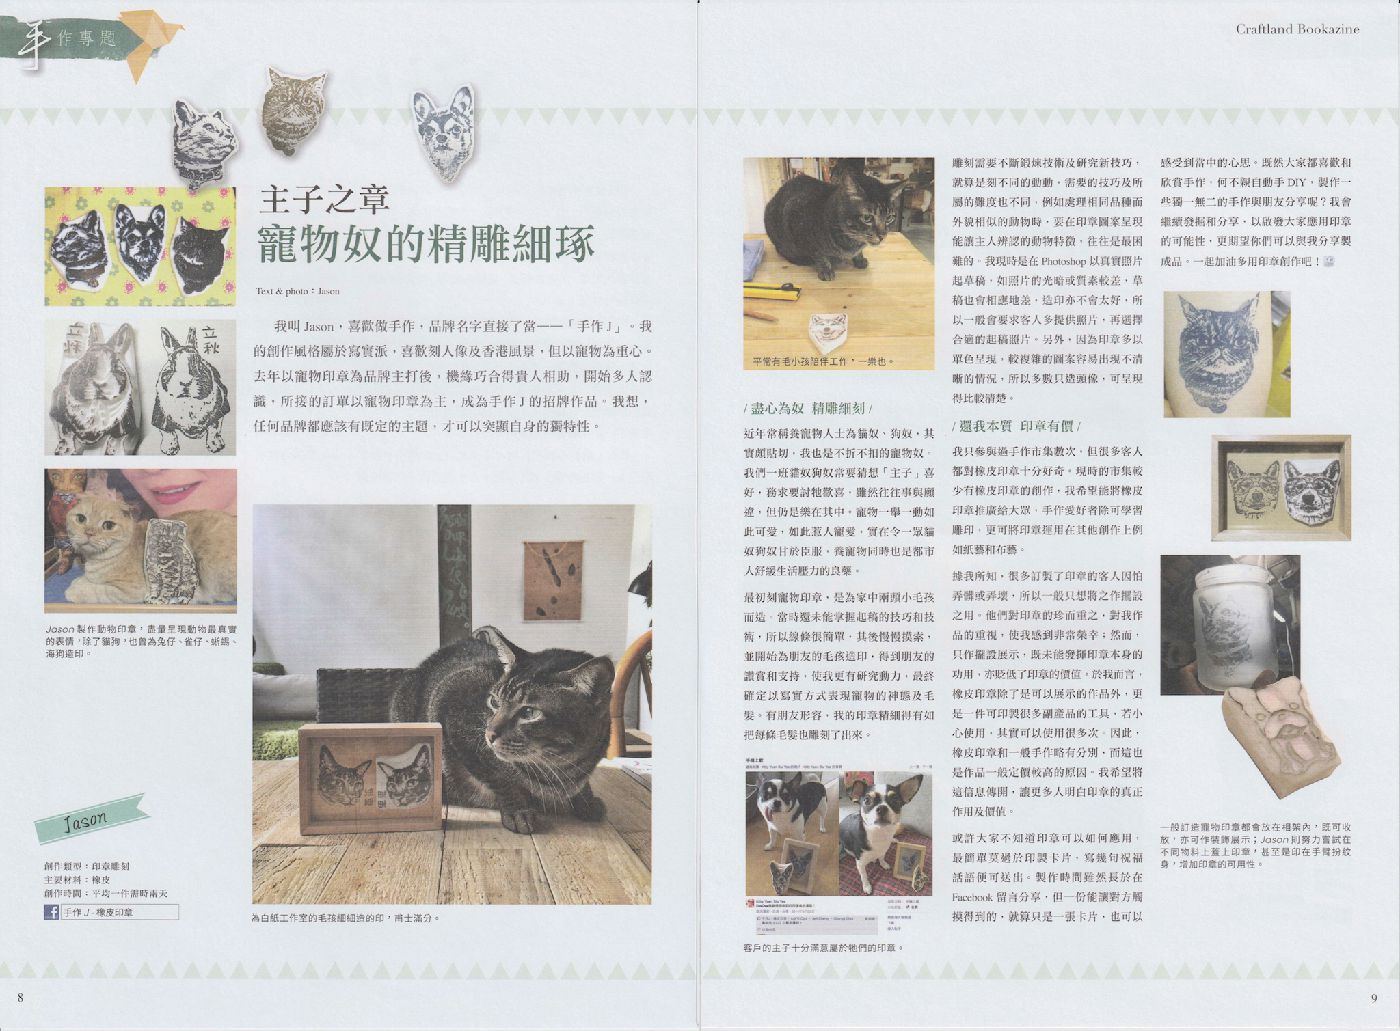 手作專題
主子之章
寵物奴的精雕細琢
Text & photo：Jason
我叫 Jason，喜歡做手作，品牌名字直接了當——「手作 J」。我
的創作風格屬於寫實派，喜歡刻人像及香港風景，但以寵物為重心。
去年以寵物印章為品牌主打後，機緣巧合得貴人相助，開始多人認
識，所接的訂單以寵物印章為主，成為手作 J 的招牌作品。我想，
任何品牌都應該有既定的主題，才可以突顯自身的獨特性。
立秋
立秋
Jason 製作動物印章，盡量呈現動物最真實
的表情，除了貓狗，也曾為兔仔、雀仔、蜥蜴、
海狗造印。
Jason
創作類型：印章雕刻
主要材料：橡皮
創作時間：平均一件需時兩天
手作 J - 橡皮印章
為白紙工作室的毛孩細細造的印，甫士滿分。
8
Craftland Bookazine
平常有毛小孩陪伴工作，一樂也。
/ 盡心為奴 精雕細刻 /
近年常稱養寵物人士為貓奴、狗奴，其
實頗貼切，我也是不折不扣的寵物奴。
我們一班貓奴狗奴常要猜想「主子」喜
好，務求要討牠歡喜。雖然往往事與願
違，但仍是樂在其中。寵物一舉一動如
此可愛，如此惹人寵愛，實在令一眾貓
奴狗奴甘於臣服。養寵物同時也是都市
人紓緩生活壓力的良藥。
最初刻寵物印章，是為家中兩頭小毛孩
而造，當時還未能掌握起稿的技巧和技
術，所以線條很簡單。其後慢慢摸索，
並開始為朋友的毛孩造印，得到朋友的
讚賞和支持，使我更有研究動力，最終
確定以寫實方式表現寵物的神態及毛
髮。有朋友形容，我的印章精細得有如
把每條毛髮也雕刻了出來。
客戶的主子十分滿意屬於牠們的印章。
雕刻需要不斷鍛煉技術及研究新技巧，
就算是刻不同的動動，需要的技巧及所
屬的難度也不同。例如處理相同品種而
外貌相似的動物時，要在印章圖案呈現
能讓主人辨認的動物特徵，往往是最困
難的。我現時是在 Photoshop 以真實照片
起草稿，如照片的光暗或質素較差，草
稿也會相應地差，造印亦不會太好，所
以一般會要求客人多提供照片，再選擇
合適的起稿照片。另外，因為印章多以
單色呈現，較複雜的圖案容易出現不清
晰的情況，所以多數只造頭像，可呈現
得比較清楚。
/ 還我本質 印章有價 /
我只參與過手作市集數次，但很多客人
都對橡皮印章十分好奇。現時的市集較
少有橡皮印章的創作，我希望能將橡皮
印章推廣給大眾。手作愛好者除可學習
雕印，更可將印章運用在其他創作上例
如紙藝和布藝。
據我所知，很多訂製了印章的客人因怕
弄髒或弄壞，所以一般只想將之作擺設
之用。他們對印章的珍而重之，對我作
品的重視，使我感到非常榮幸；然而，
只作擺設展示，既未能發揮印章本身的
功用，亦貶低了印章的價值。於我而言，
橡皮印章除了是可以展示的作品外，更
是一件可印製很多副產品的工具，若小
心使用，其實可以使用很多次。因此，
橡皮印章和一般手作略有分別，而這也
是作品一般定價較高的原因。我希望將
這信息傳開，讓更多人明白印章的真正
作用及價值。
或許大家不知道印章可以如何應用，
最簡單莫過於印製卡片，寫幾句祝福
話語便可送出。製作時間雖然長於在
Facebook 留言分享，但一份能讓對方觸
摸得到的，就算只是一張卡片，也可以
感受到當中的心思。既然大家都喜歡和
欣賞手作，何不親自動手 DIY，製作一
些獨一無二的手作與朋友分享呢？我會
繼續發掘和分享，以啟發大家應用印章
的可能性，更期望你們可以與我分享製
成品。一起加油多用印章創作吧！
一般訂造寵物印章都會放在相架內，既可收
放，亦可作裝飾展示；Jason 則努力嘗試在
不同物料上蓋上印章，甚至是印在手臂扮紋
身，增加印章的可用性。
9